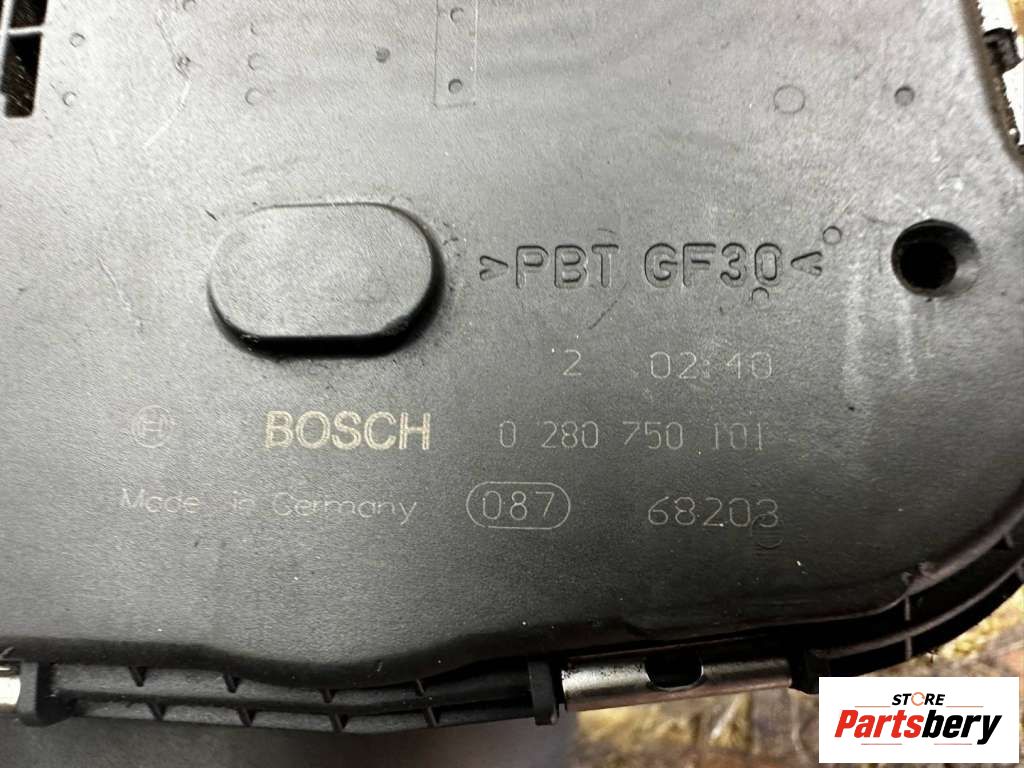 >PBT GF30<
2 02:40
BOSCH 0 280 750 101
Made in Germany 087 68203
STORE
Partsbery